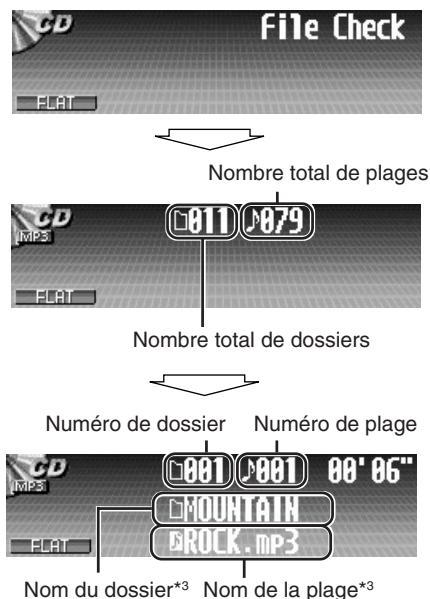 CD File Check
FLAT
Nombre total de plages
CD 011 079
MP3
FLAT
Nombre total de dossiers
Numéro de dossier Numéro de plage
CD 001 001 00'06"
MP3
MOUNTAIN
FLAT ROCK.mp3
Nom du dossier*3 Nom de la plage*3